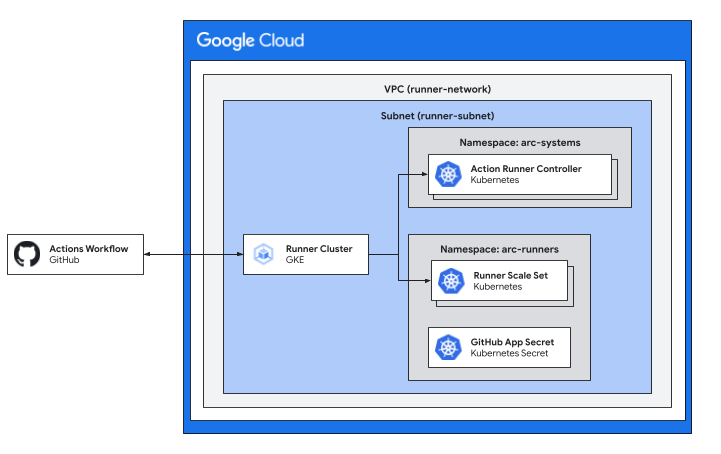 Google Cloud
VPC (runner-network)
Subnet (runner-subnet)
Namespace: arc-systems
Action Runner Controller
Kubernetes
Actions Workflow
GitHub
Runner Cluster
GKE
Namespace: arc-runners
Runner Scale Set
Kubernetes
GitHub App Secret
Kubernetes Secret